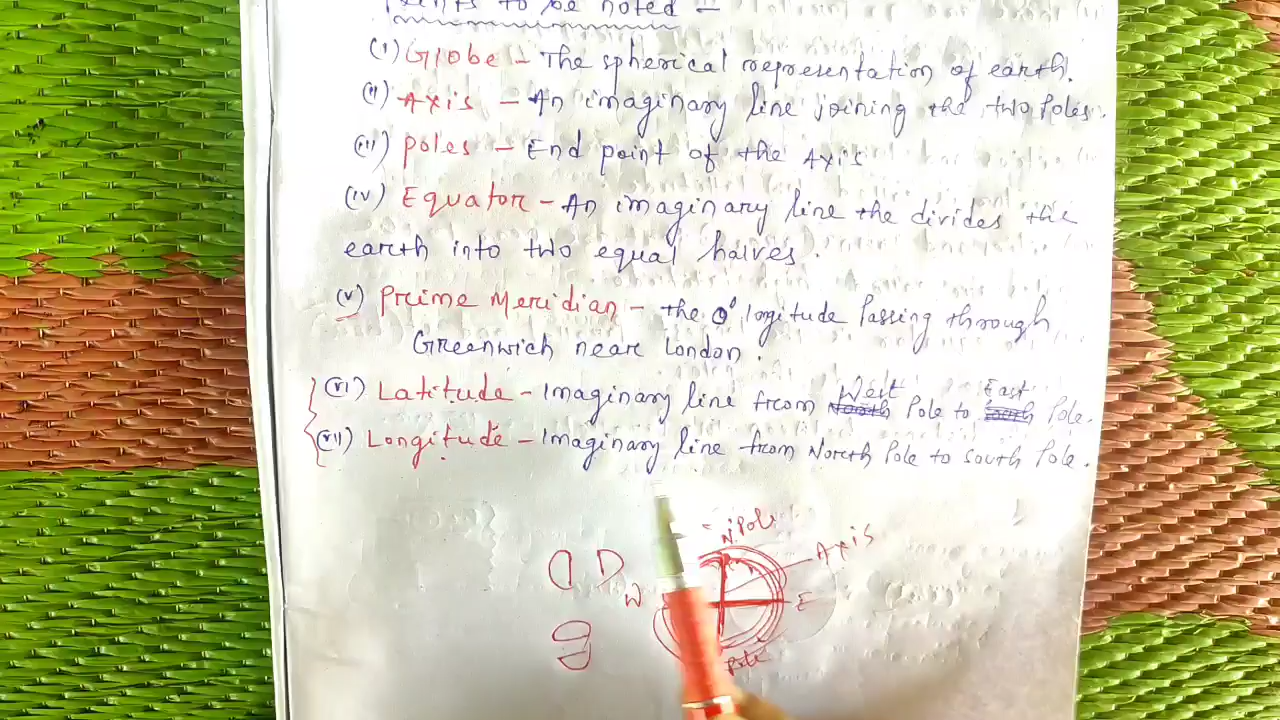 Points to be noted -
(i) Globe - The spherical representation of earth.
(ii) Axis - An imaginary line joining the two Poles.
(iii) Poles - End point of the Axis
(iv) Equator - An imaginary line the divides the
earth into two equal halves.
(v) Prime Meridian - the 0° logitude Passing through
Greenwich near London.
(vi) Latitude - Imaginary line from West Pole to East Pole.
(vii) Longitude - Imaginary line from North Pole to South Pole.
N. Pole
Axis
W
E
Pole